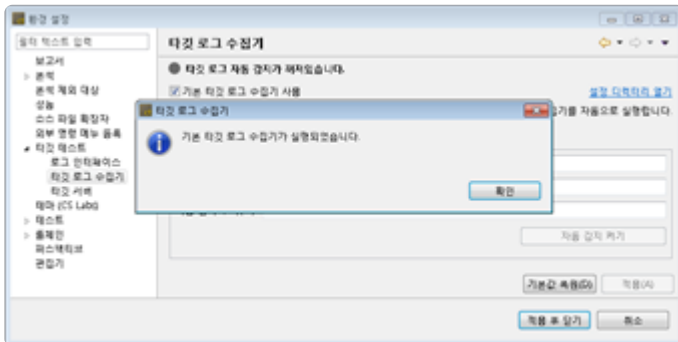 환경 설정
필터 텍스트 입력
타깃 로그 수집기
보고서
분석
분석 제외 대상
성능
소스 파일 확장자
외부 명령 메뉴 등록
타깃 테스트
로그 인터페이스
타깃 로그 수집기
타깃 서버
테마 (CS Labs)
테스트
툴체인
퍼스펙티브
편집기
타깃 로그 자동 감지가 꺼져있습니다.
기본 타깃 로그 수집기 사용
설정 디렉터리 열기
기를 자동으로 실행합니다.
타깃 로그 수집기
기본 타깃 로그 수집기가 실행되었습니다.
확인
자동 감지 켜기
기본값 복원(D)
적용(A)
적용 후 닫기
취소